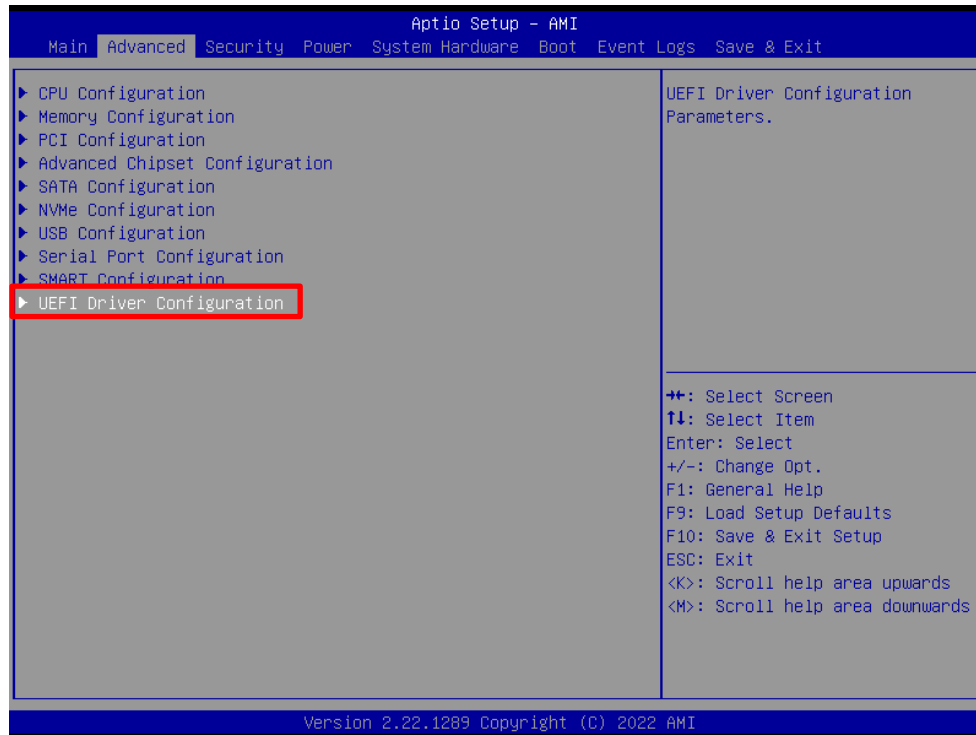 Aptio Setup – AMI
Main Advanced Security Power System Hardware Boot Event Logs Save & Exit
▶ CPU Configuration
▶ Memory Configuration
▶ PCI Configuration
▶ Advanced Chipset Configuration
▶ SATA Configuration
▶ NVMe Configuration
▶ USB Configuration
▶ Serial Port Configuration
▶ SMART Configuration
▶ UEFI Driver Configuration
UEFI Driver Configuration
Parameters.
→←: Select Screen
↑↓: Select Item
Enter: Select
+/-: Change Opt.
F1: General Help
F9: Load Setup Defaults
F10: Save & Exit Setup
ESC: Exit
<K>: Scroll help area upwards
<M>: Scroll help area downwards
Version 2.22.1289 Copyright (C) 2022 AMI